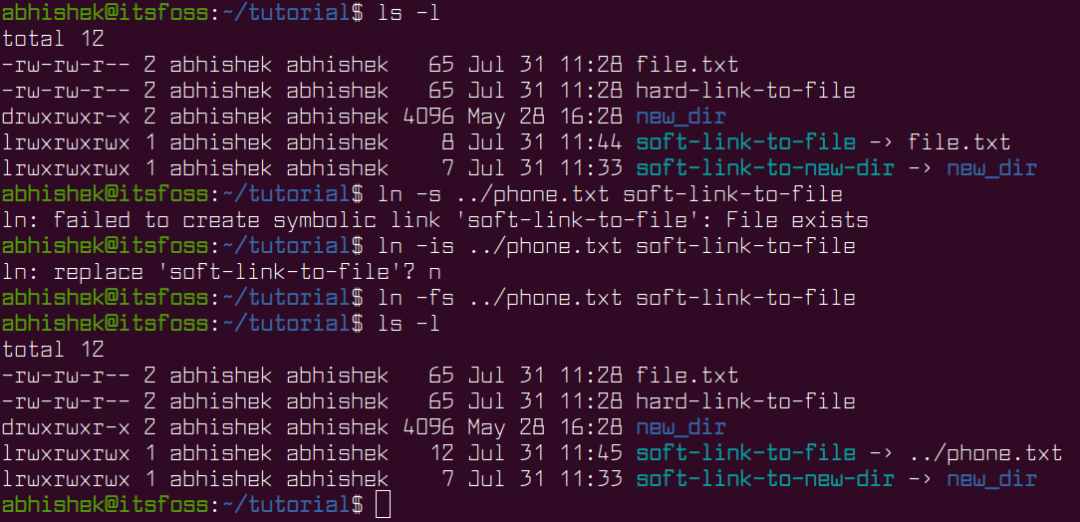 abhishek@itsfoss:~/tutorial$ ls -l
total 12
-rw-rw-r-- 2 abhishek abhishek   65 Jul 31 11:28 file.txt
-rw-rw-r-- 2 abhishek abhishek   65 Jul 31 11:28 hard-link-to-file
drwxrwxr-x 2 abhishek abhishek 4096 May 28 16:28 new_dir
lrwxrwxrwx 1 abhishek abhishek    8 Jul 31 11:44 soft-link-to-file -> file.txt
lrwxrwxrwx 1 abhishek abhishek    7 Jul 31 11:33 soft-link-to-new-dir -> new_dir
abhishek@itsfoss:~/tutorial$ ln -s ../phone.txt soft-link-to-file
ln: failed to create symbolic link 'soft-link-to-file': File exists
abhishek@itsfoss:~/tutorial$ ln -is ../phone.txt soft-link-to-file
ln: replace 'soft-link-to-file'? n
abhishek@itsfoss:~/tutorial$ ln -fs ../phone.txt soft-link-to-file
abhishek@itsfoss:~/tutorial$ ls -l
total 12
-rw-rw-r-- 2 abhishek abhishek   65 Jul 31 11:28 file.txt
-rw-rw-r-- 2 abhishek abhishek   65 Jul 31 11:28 hard-link-to-file
drwxrwxr-x 2 abhishek abhishek 4096 May 28 16:28 new_dir
lrwxrwxrwx 1 abhishek abhishek   12 Jul 31 11:45 soft-link-to-file -> ../phone.txt
lrwxrwxrwx 1 abhishek abhishek    7 Jul 31 11:33 soft-link-to-new-dir -> new_dir
abhishek@itsfoss:~/tutorial$